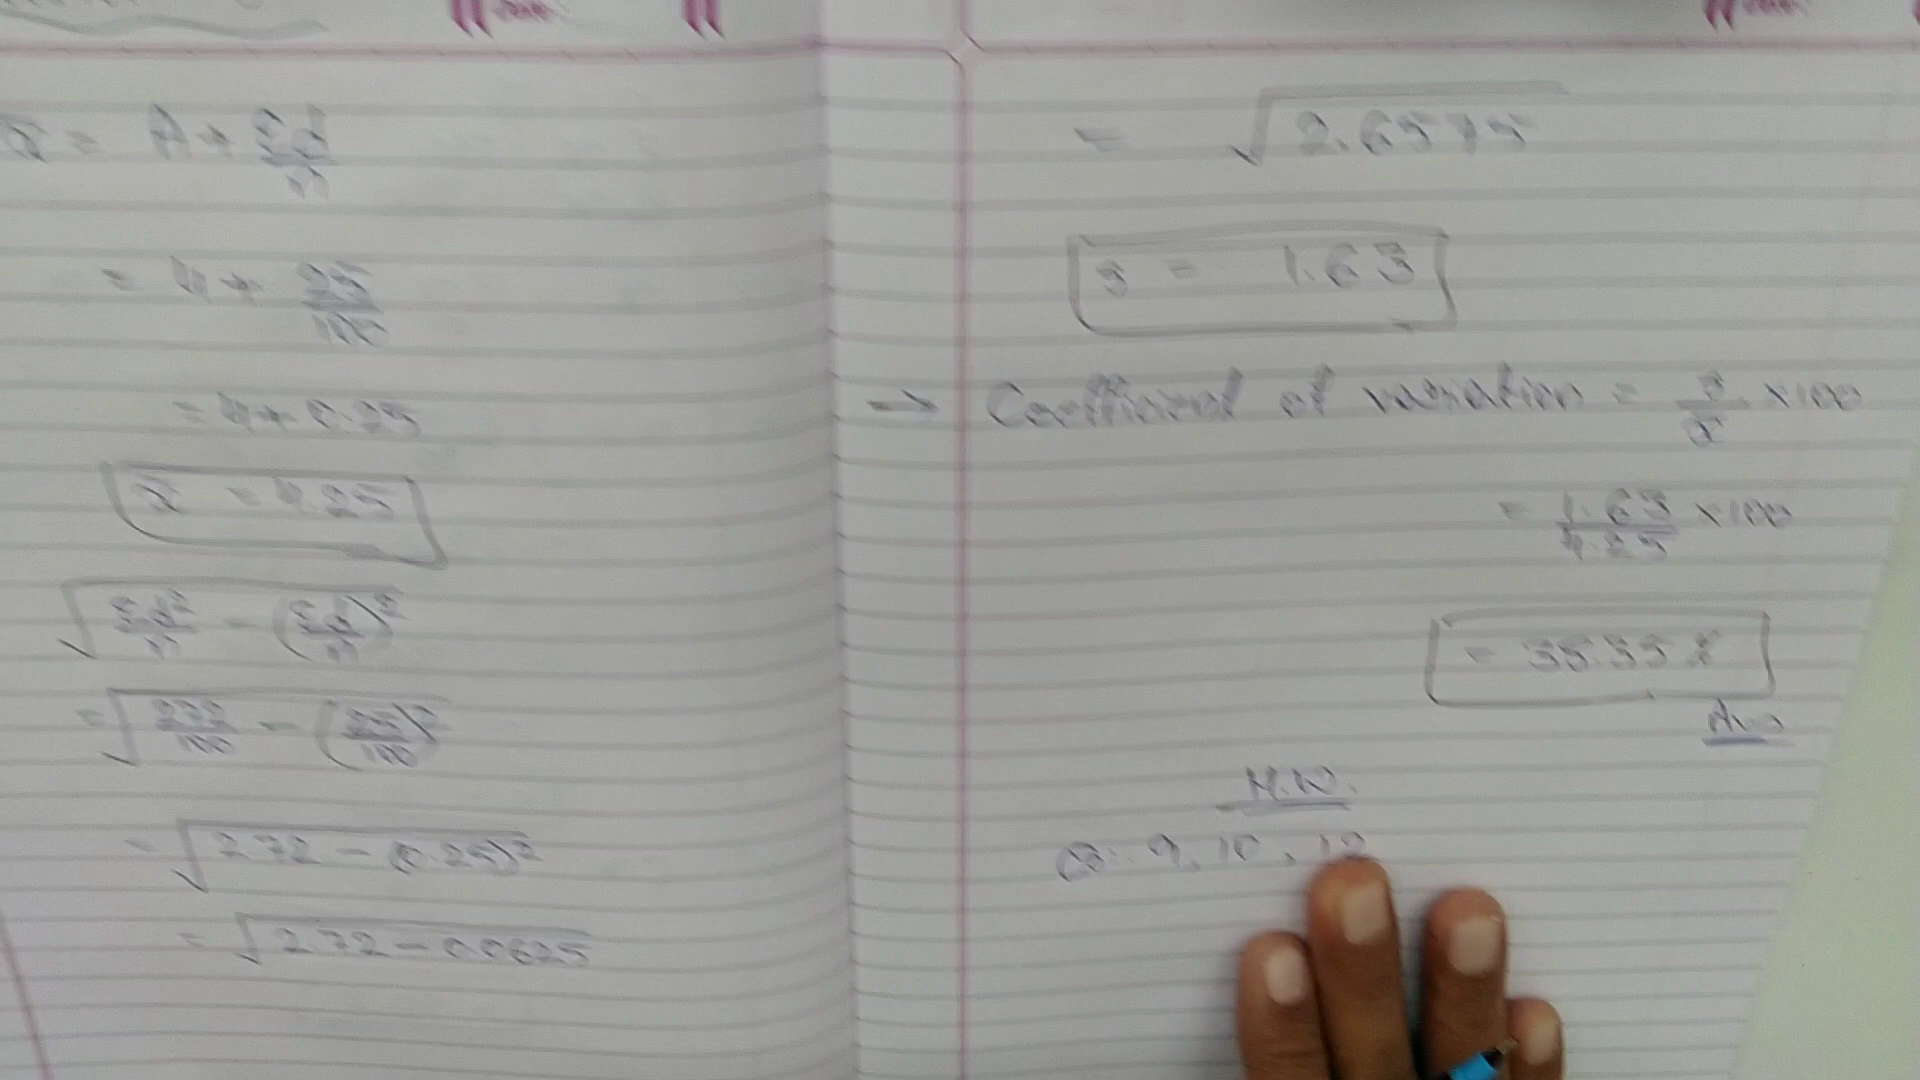 x̄ = A + Σd/n
= 4 + 25/100
= 4 + 0.25
x̄ = 4.25
√(Σd²/n − (Σd/n)²)
= √(272/100 − (25/100)²)
= √(2.72 − (0.25)²)
= √(2.72 − 0.0625)
= √2.6575
s = 1.63
→ Coefficient of variation = s/x̄ × 100
= 1.63/4.25 × 100
= 38.35 %
Ans
H.W.
Q: 9, 10, 12